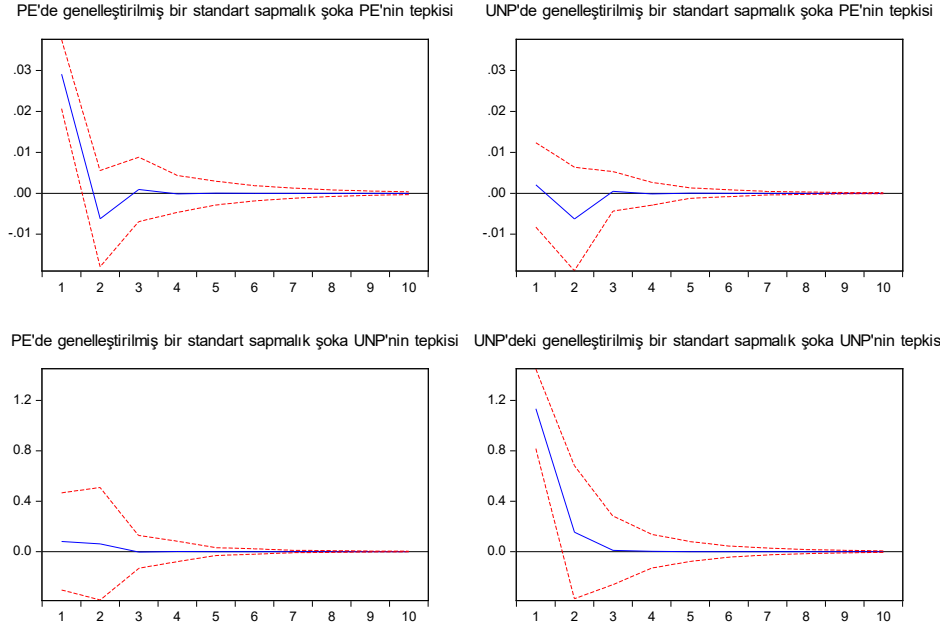 PE'de genelleştirilmiş bir standart sapmalık şoka PE'nin tepkisi
.03
.02
.01
.00
-.01
1 2 3 4 5 6 7 8 9 10
UNP'de genelleştirilmiş bir standart sapmalık şoka PE'nin tepkisi
.03
.02
.01
.00
-.01
1 2 3 4 5 6 7 8 9 10
PE'de genelleştirilmiş bir standart sapmalık şoka UNP'nin tepkisi
1.2
0.8
0.4
0.0
1 2 3 4 5 6 7 8 9 10
UNP'deki genelleştirilmiş bir standart sapmalık şoka UNP'nin tepkis
1.2
0.8
0.4
0.0
1 2 3 4 5 6 7 8 9 10